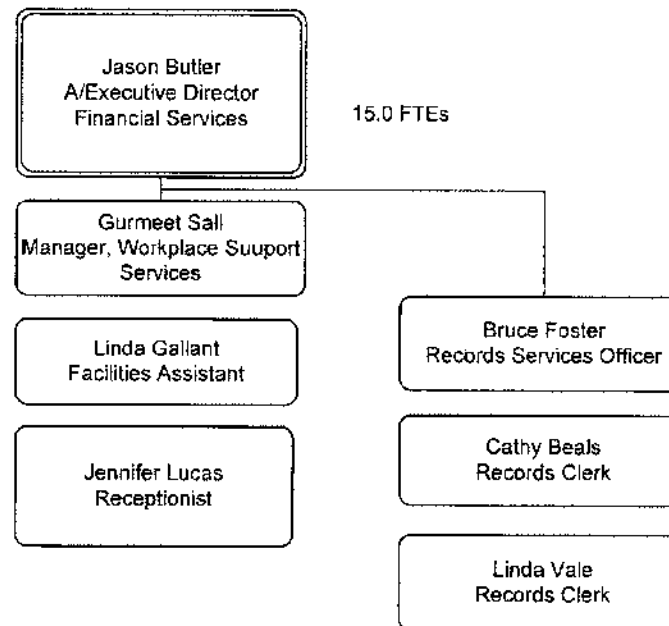 Jason Butler
A/Executive Director
Financial Services
15.0 FTEs
Gurmeet Sall
Manager, Workplace Suuport
Services
Linda Gallant
Facilities Assistant
Jennifer Lucas
Receptionist
Bruce Foster
Records Services Officer
Cathy Beals
Records Clerk
Linda Vale
Records Clerk